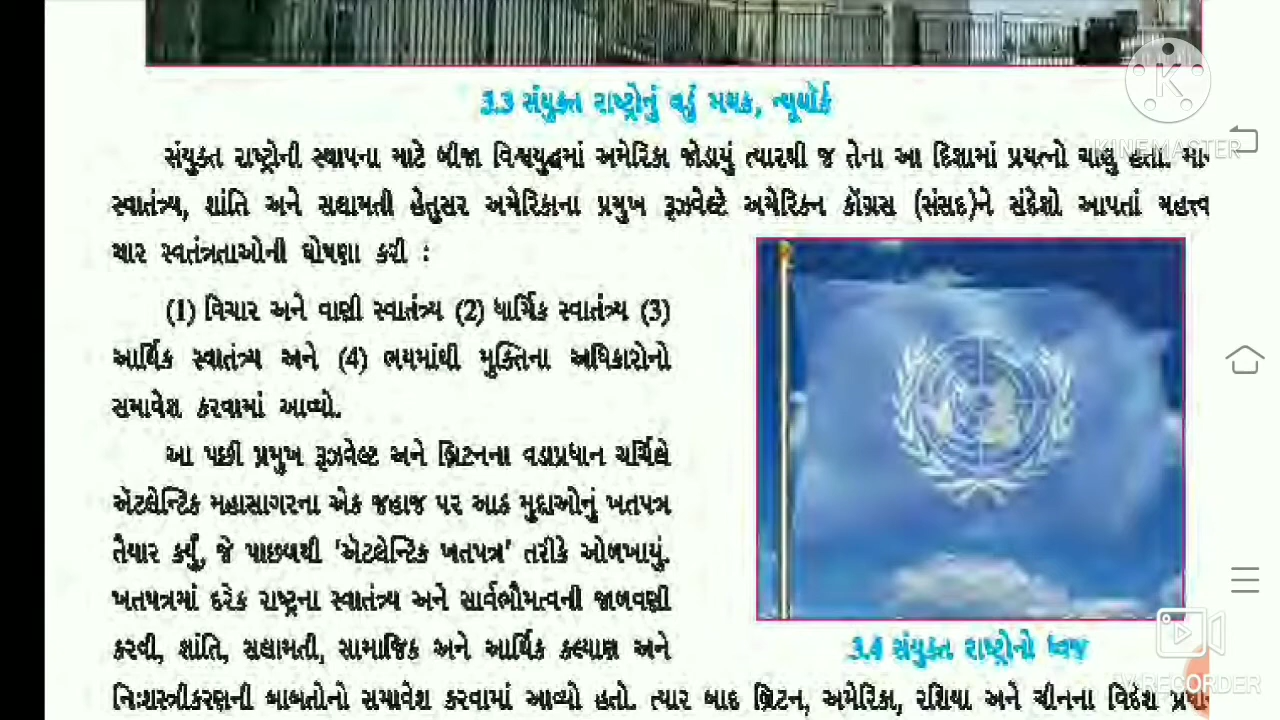 3.3 સંયુક્ત રાષ્ટ્રોનું વડું મથક, ન્યૂયૉર્ક
KINEMASTER
સંયુક્ત રાષ્ટ્રોની સ્થાપના માટે બીજા વિશ્વયુદ્ધમાં અમેરિકા જોડાયું ત્યારથી જ તેના આ દિશામાં પ્રયત્નો ચાલુ હતા.
સ્વાતંત્ર્ય, શાંતિ અને સલામતી હેતુસર અમેરિકાના પ્રમુખ રૂઝવેલ્ટે અમેરિકન કૉંગ્રેસ (સંસદ)ને સંદેશો આપતાં
ચાર સ્વતંત્રતાઓની ઘોષણા કરી :
(1) વિચાર અને વાણી સ્વાતંત્ર્ય (2) ધાર્મિક સ્વાતંત્ર્ય (3)
આર્થિક સ્વાતંત્ર્ય અને (4) ભયમાંથી મુક્તિના અધિકારોનો
સમાવેશ કરવામાં આવ્યો.
આ પછી પ્રમુખ રૂઝવેલ્ટ અને બ્રિટનના વડાપ્રધાન ચર્ચિલે
ઍટલૅન્ટિક મહાસાગરના એક જહાજ પર આઠ મુદ્દાઓનું ખતપત્ર
તૈયાર કર્યું, જે પાછળથી ‘ઍટલૅન્ટિક ખતપત્ર’ તરીકે ઓળખાયું.
ખતપત્રમાં દરેક રાષ્ટ્રના સ્વાતંત્ર્ય અને સાર્વભૌમત્વની જાળવણી
કરવી, શાંતિ, સલામતી, સામાજિક અને આર્થિક કલ્યાણ અને
નિઃશસ્ત્રીકરણની બાબતોનો સમાવેશ કરવામાં આવ્યો હતો. ત્યાર બાદ બ્રિટન, અમેરિકા, રશિયા અને ચીનના વિદેશ
3.4 સંયુક્ત રાષ્ટ્રોનો ધ્વજ
RECORDER